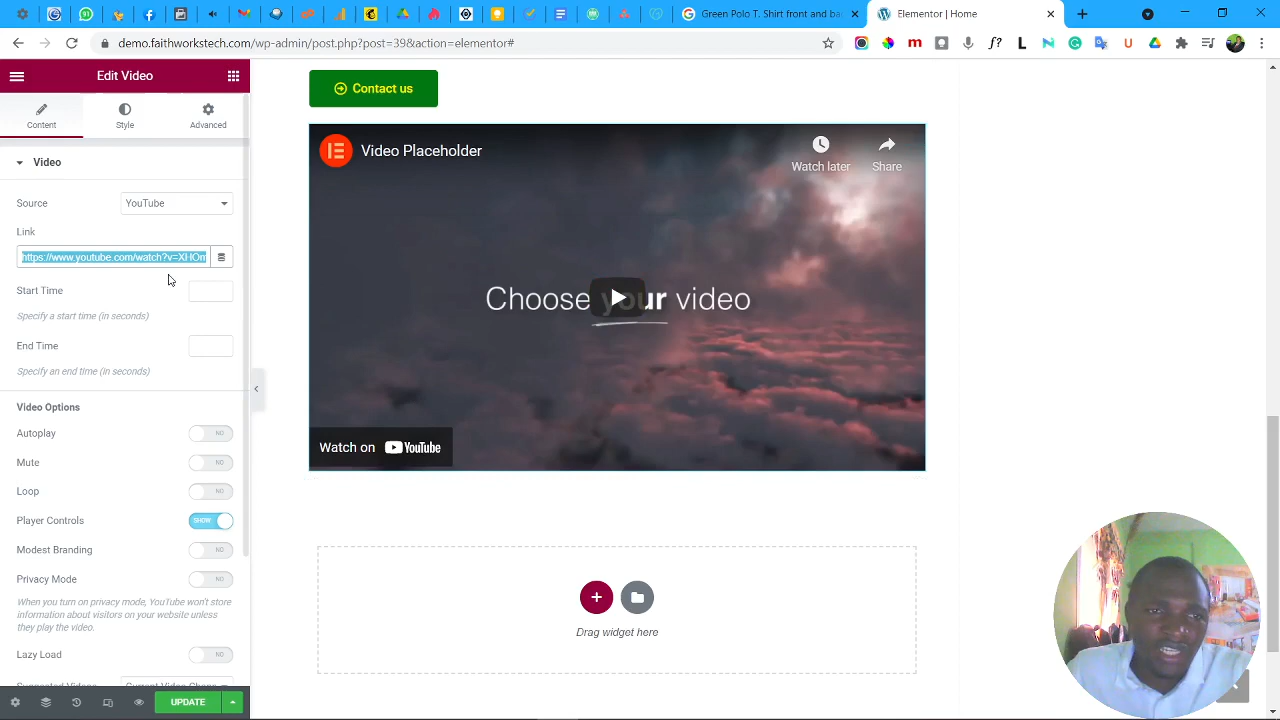 Green Polo T. Shirt front and ba
Elementor | Home
demo.faithwakstech.com/wp-admin/post.php?post=39&action=elementor#
Edit Video
Content
Style
Advanced
Contact us
Video Placeholder
Watch later
Share
Choose your video
Watch on YouTube
Video
Source
YouTube
Link
https://www.youtube.com/watch?v=XHOm
Start Time
Specify a start time (in seconds)
End Time
Specify an end time (in seconds)
Video Options
Autoplay
NO
Mute
NO
Loop
NO
Player Controls
SHOW
Modest Branding
NO
Privacy Mode
NO
When you turn on privacy mode, YouTube won't store
information about visitors on your website unless
they play the video.
Lazy Load
NO
UPDATE
Drag widget here